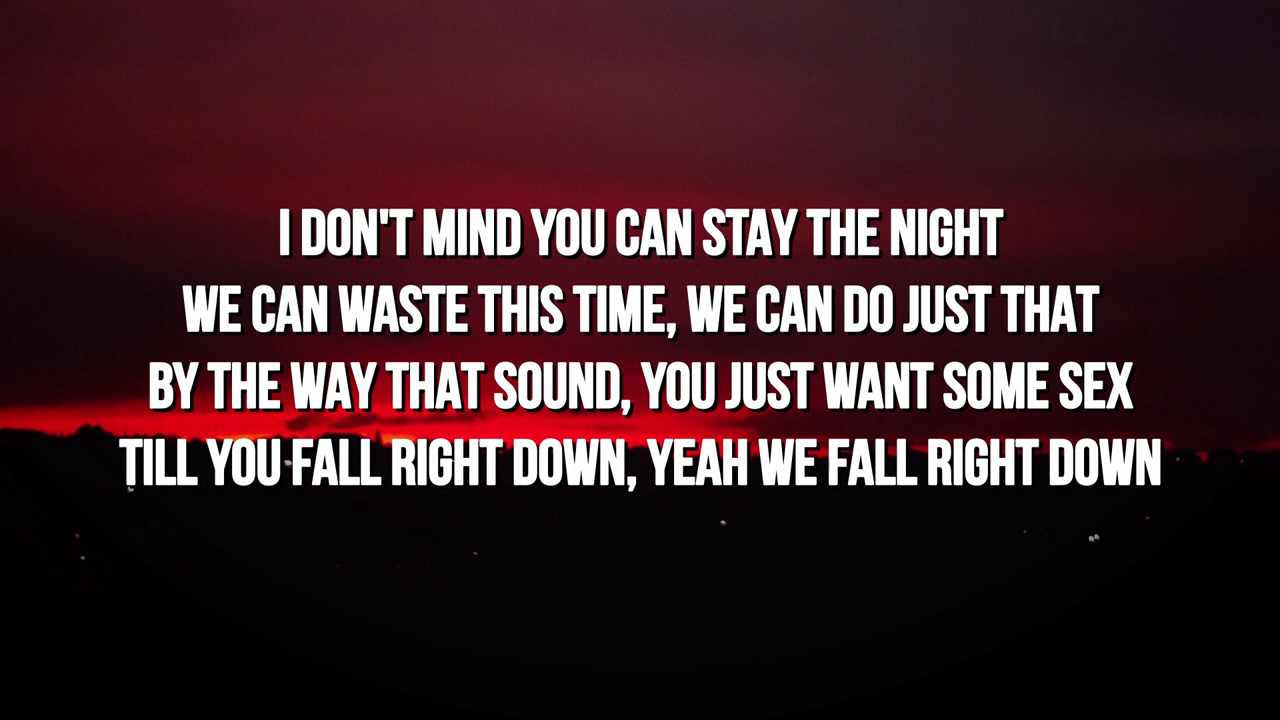 I DON'T MIND YOU CAN STAY THE NIGHT
WE CAN WASTE THIS TIME, WE CAN DO JUST THAT
BY THE WAY THAT SOUND, YOU JUST WANT SOME SEX
TILL YOU FALL RIGHT DOWN, YEAH WE FALL RIGHT DOWN